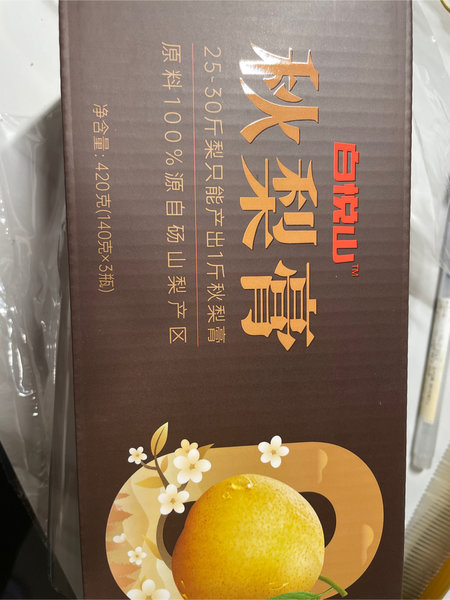 白悦山™
秋梨膏
25-30斤梨只能产出1斤秋梨膏
原料100%源自砀山梨产区
净含量: 420克(140克×3瓶)